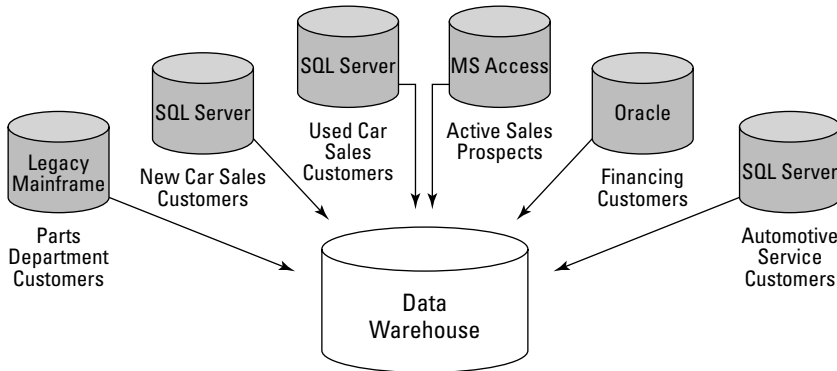 Legacy
Mainframe
Parts
Department
Customers
SQL Server
New Car Sales
Customers
SQL Server
Used Car
Sales
Customers
MS Access
Active Sales
Prospects
Oracle
Financing
Customers
SQL Server
Automotive
Service
Customers
Data
Warehouse